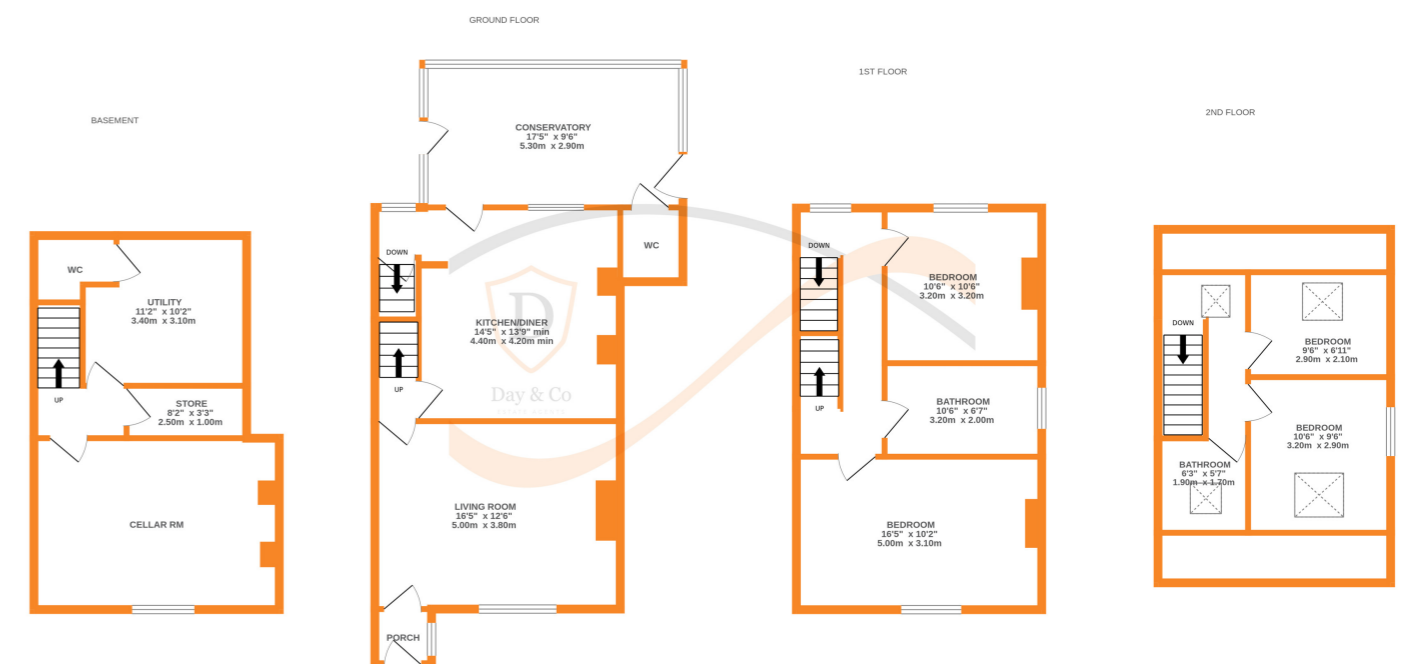 GROUND FLOOR
1ST FLOOR
2ND FLOOR
BASEMENT
WC
UTILITY
11'2" x 10'2"
3.40m x 3.10m
UP
STORE
8'2" x 3'3"
2.50m x 1.00m
CELLAR RM
CONSERVATORY
17'5" x 9'6"
5.30m x 2.90m
WC
DOWN
KITCHEN/DINER
14'5" x 13'9" min
4.40m x 4.20m min
UP
D
Day & Co
ESTATE AGENTS
LIVING ROOM
16'5" x 12'6"
5.00m x 3.80m
PORCH
DOWN
BEDROOM
10'6" x 10'6"
3.20m x 3.20m
UP
BATHROOM
10'6" x 6'7"
3.20m x 2.00m
BEDROOM
16'5" x 10'2"
5.00m x 3.10m
DOWN
BEDROOM
9'6" x 6'11"
2.90m x 2.10m
BEDROOM
10'6" x 9'6"
3.20m x 2.90m
BATHROOM
6'3" x 5'7"
1.90m x 1.70m